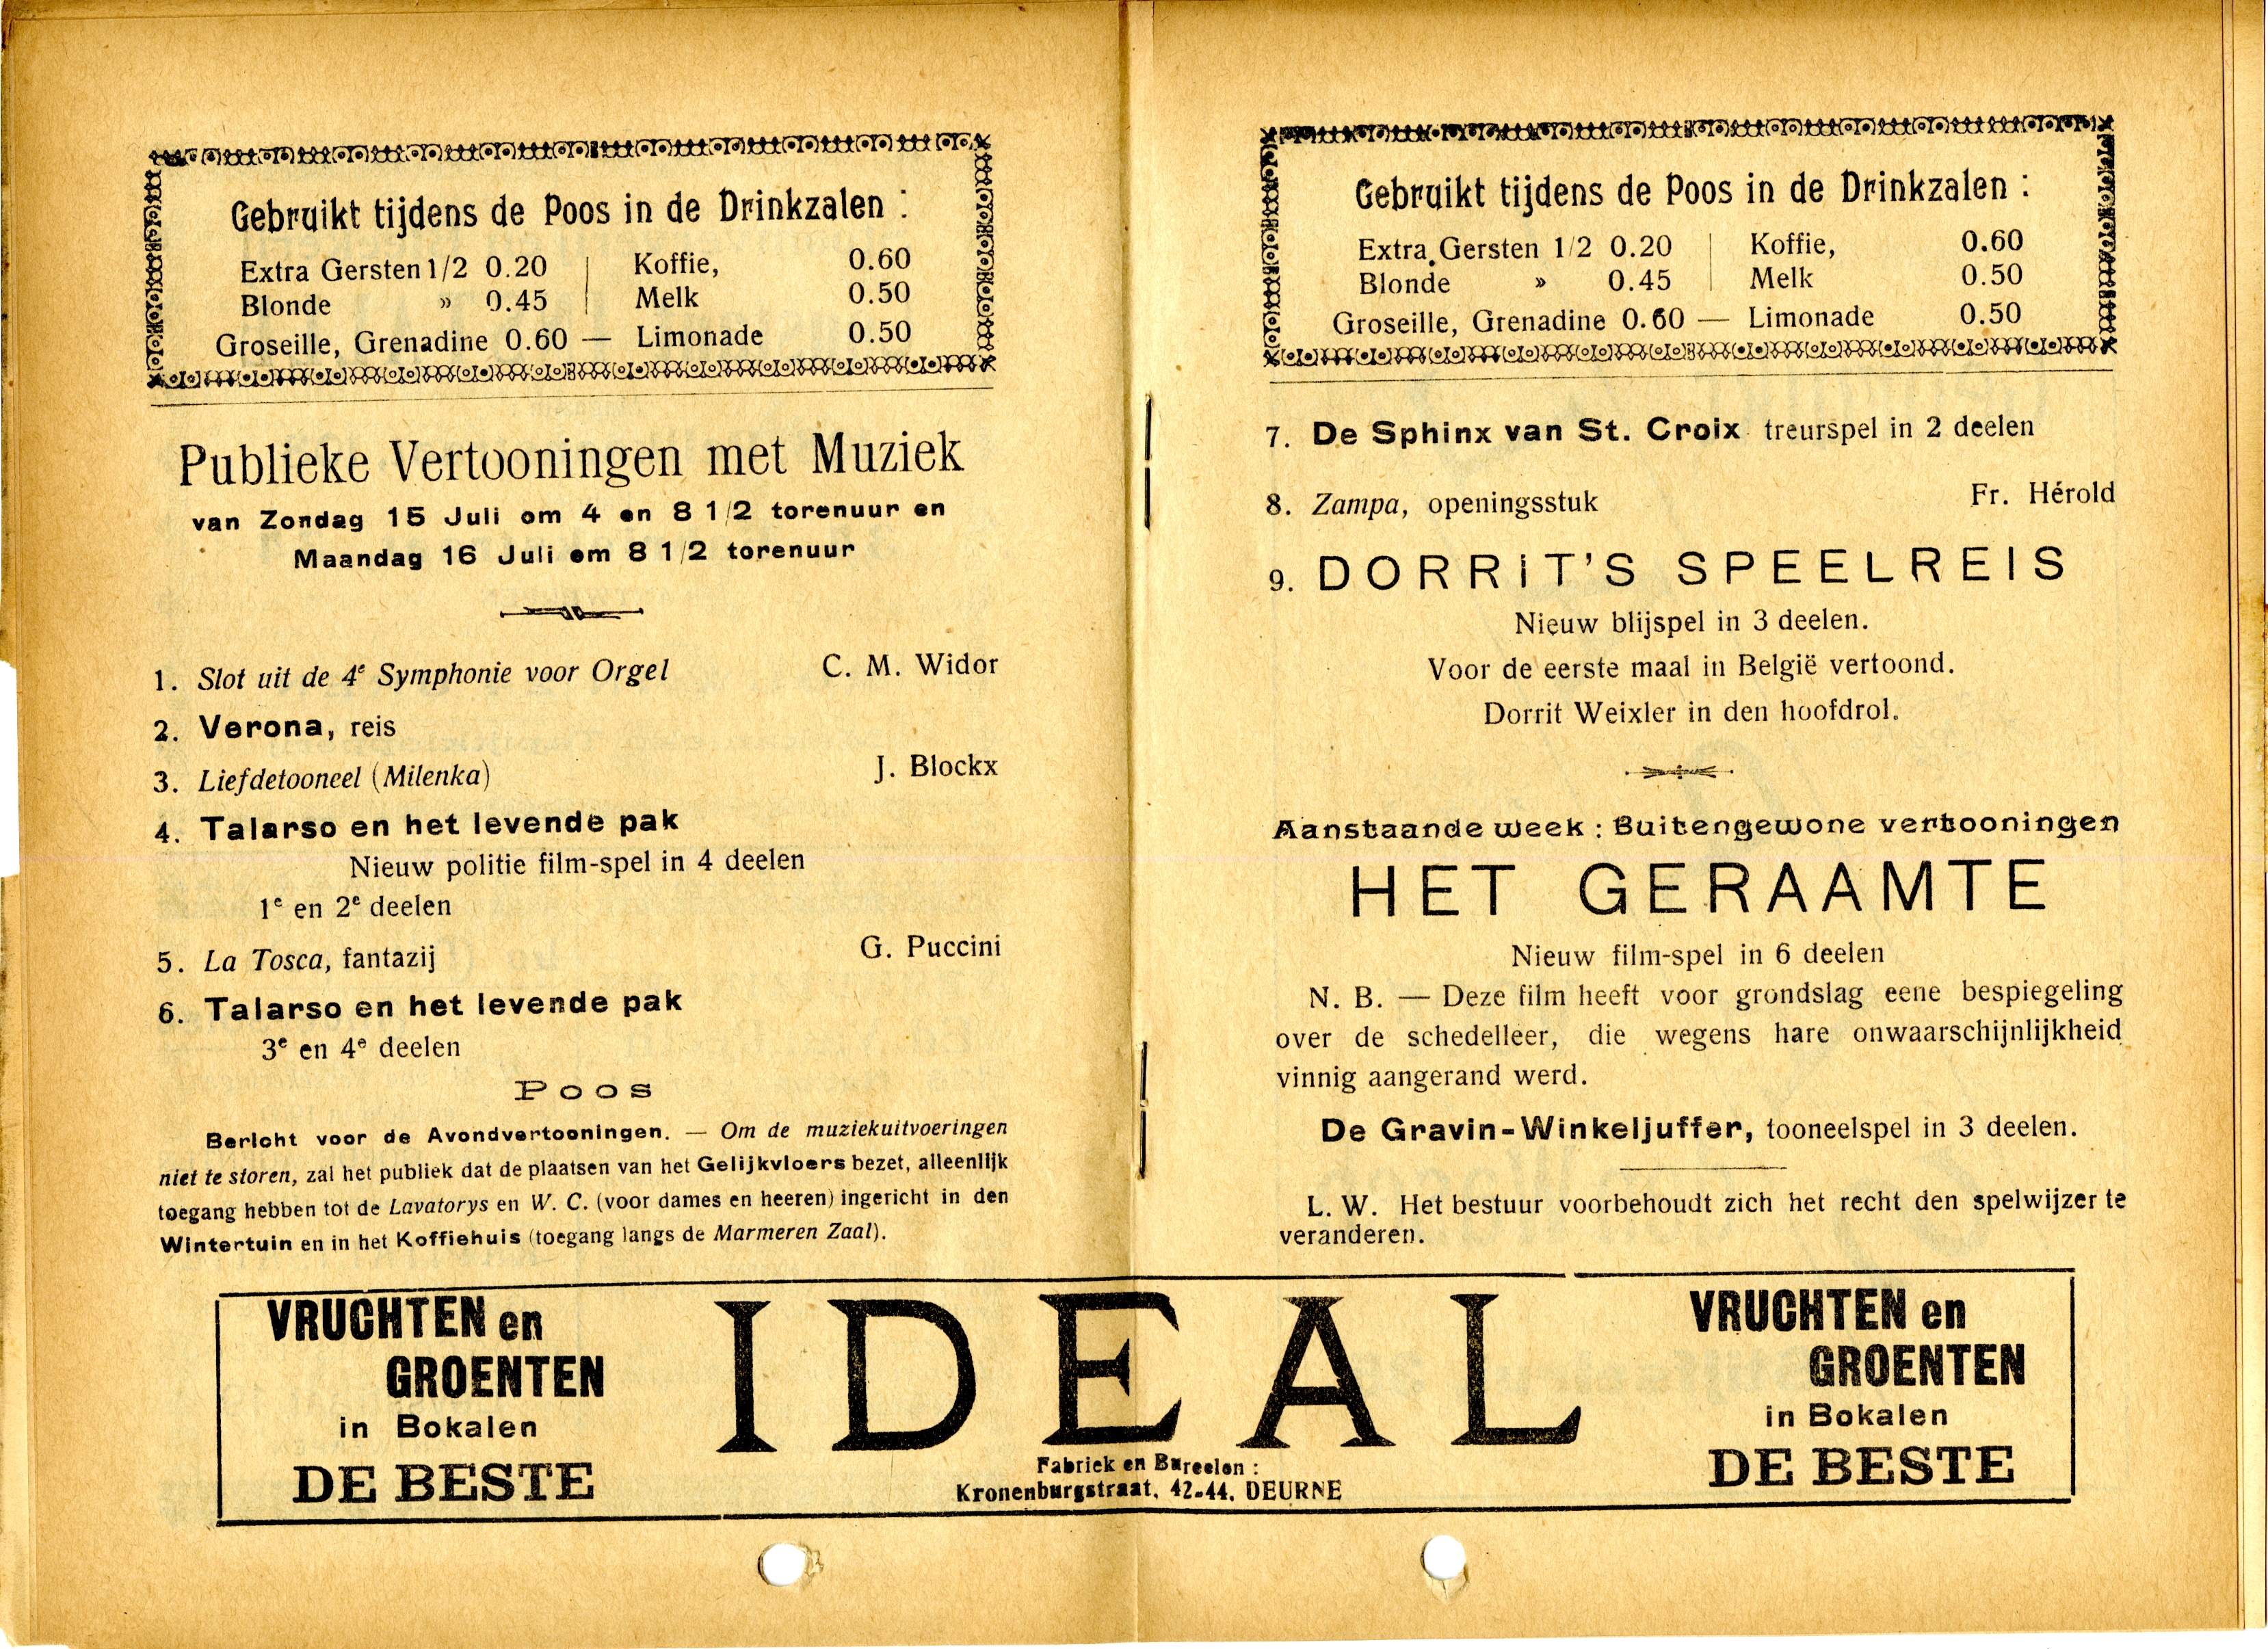 Gebruikt tijdens de Poos in de Drinkzalen :
Extra Gersten 1/2 0.20 | Koffie, 0.60
Blonde » 0.45 | Melk 0.50
Groseille, Grenadine 0.60 — Limonade 0.50
Publieke Vertooningen met Muziek
van Zondag 15 Juli om 4 en 8 1/2 torenuur en
Maandag 16 Juli om 8 1/2 torenuur
1. Slot uit de 4e Symphonie voor Orgel C. M. Widor
2. Verona, reis
3. Liefdetooneel (Milenka) J. Blockx
4. Talarso en het levende pak
Nieuw politie film-spel in 4 deelen
1e en 2e deelen
5. La Tosca, fantazij G. Puccini
6. Talarso en het levende pak
3e en 4e deelen
Poos
Bericht voor de Avondvertooningen. — Om de muziekuitvoeringen
niet te storen, zal het publiek dat de plaatsen van het Gelijkvloers bezet, alleenlijk
toegang hebben tot de Lavatorys en W. C. (voor dames en heeren) ingericht in den
Wintertuin en in het Koffiehuis (toegang langs de Marmeren Zaal).
Gebruikt tijdens de Poos in de Drinkzalen :
Extra Gersten 1/2 0.20 | Koffie, 0.60
Blonde » 0.45 | Melk 0.50
Groseille, Grenadine 0.60 — Limonade 0.50
7. De Sphinx van St. Croix treurspel in 2 deelen
8. Zampa, openingsstuk Fr. Hérold
9. DORRIT'S SPEELREIS
Nieuw blijspel in 3 deelen.
Voor de eerste maal in België vertoond.
Dorrit Weixler in den hoofdrol.
Aanstaande week : Buitengewone vertooningen
HET GERAAMTE
Nieuw film-spel in 6 deelen
N. B. — Deze film heeft voor grondslag eene bespiegeling
over de schedelleer, die wegens hare onwaarschijnlijkheid
vinnig aangerand werd.
De Gravin-Winkeljuffer, tooneelspel in 3 deelen.
L. W. Het bestuur voorbehoudt zich het recht den spelwijzer te
veranderen.
VRUCHTEN en
GROENTEN
in Bokalen
DE BESTE
IDEAL
Fabriek en Bureelen :
Kronenburgstraat, 42-44, DEURNE
VRUCHTEN en
GROENTEN
in Bokalen
DE BESTE